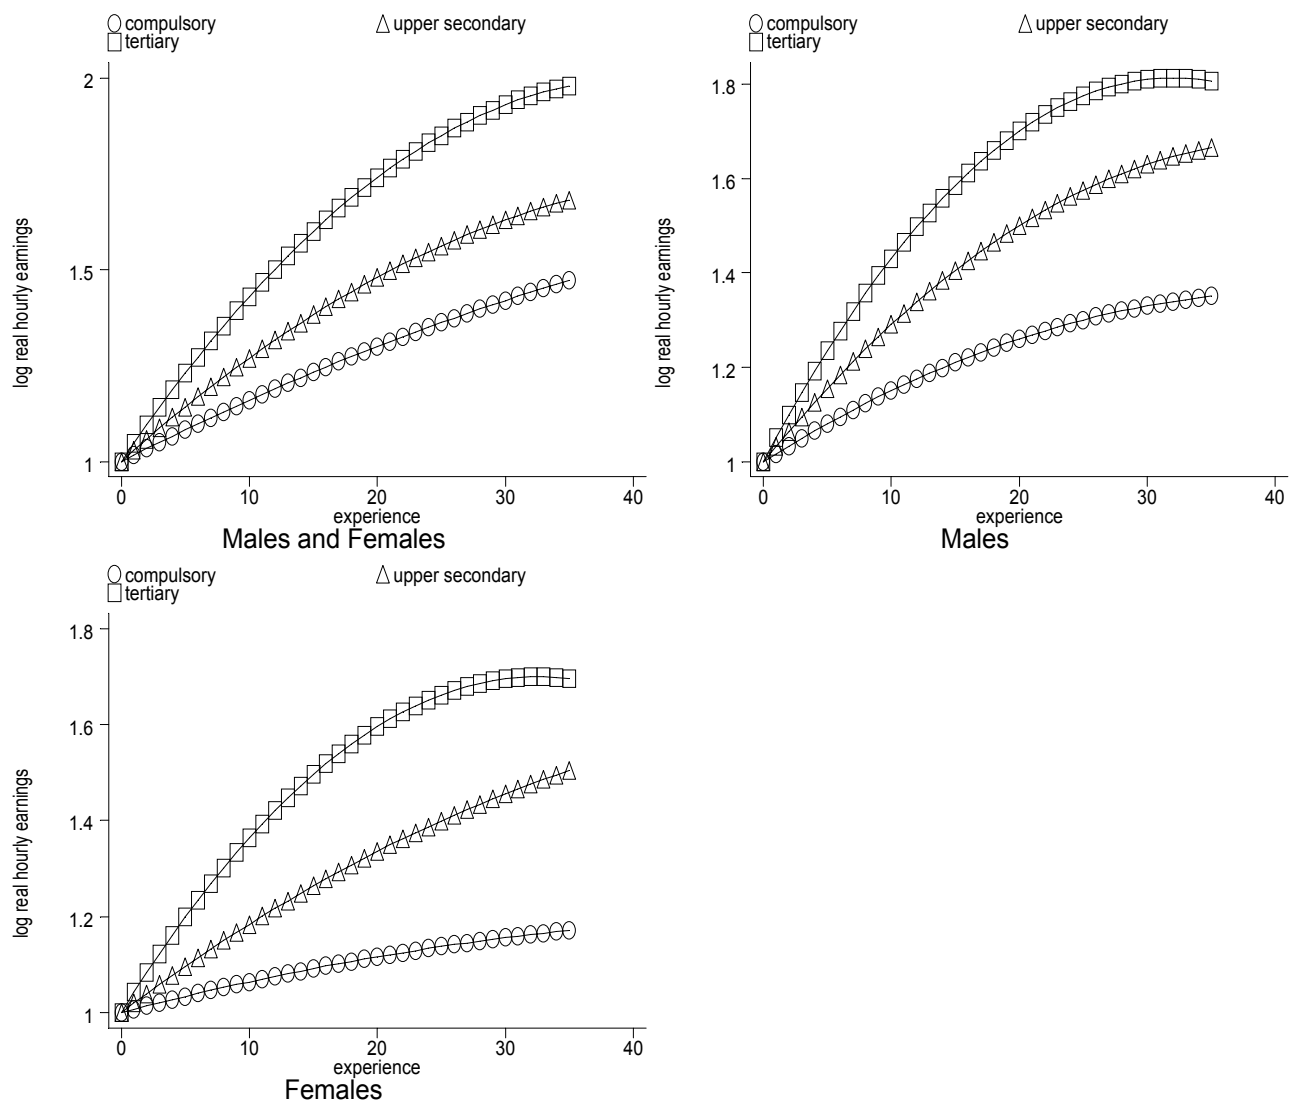 compulsory upper secondary
tertiary
2
1.5
1
log real hourly earnings
0 10 20 30 40
experience
Males and Females
compulsory upper secondary
tertiary
1.8
1.6
1.4
1.2
1
log real hourly earnings
0 10 20 30 40
experience
Males
compulsory upper secondary
tertiary
1.8
1.6
1.4
1.2
1
log real hourly earnings
0 10 20 30 40
experience
Females